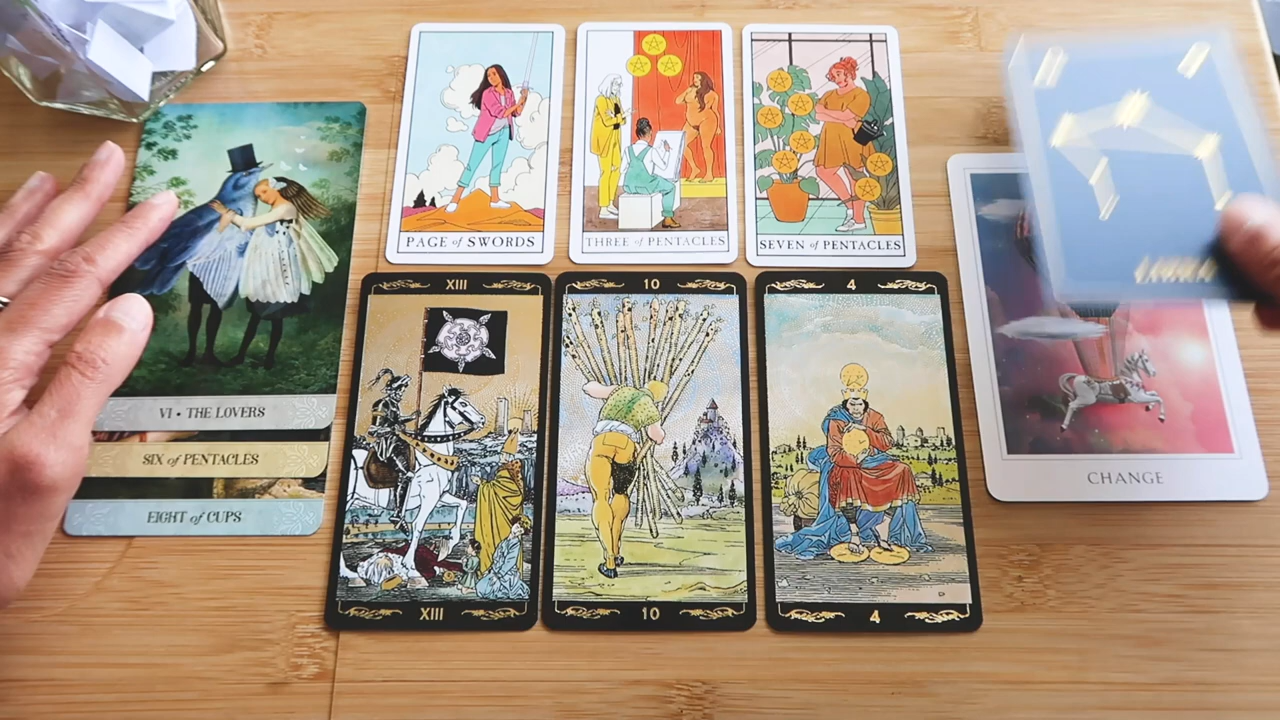 PAGE of SWORDS
THREE of PENTACLES
SEVEN of PENTACLES
VI • THE LOVERS
SIX of PENTACLES
EIGHT of CUPS
XIII
XIII
10
10
4
4
CHANGE